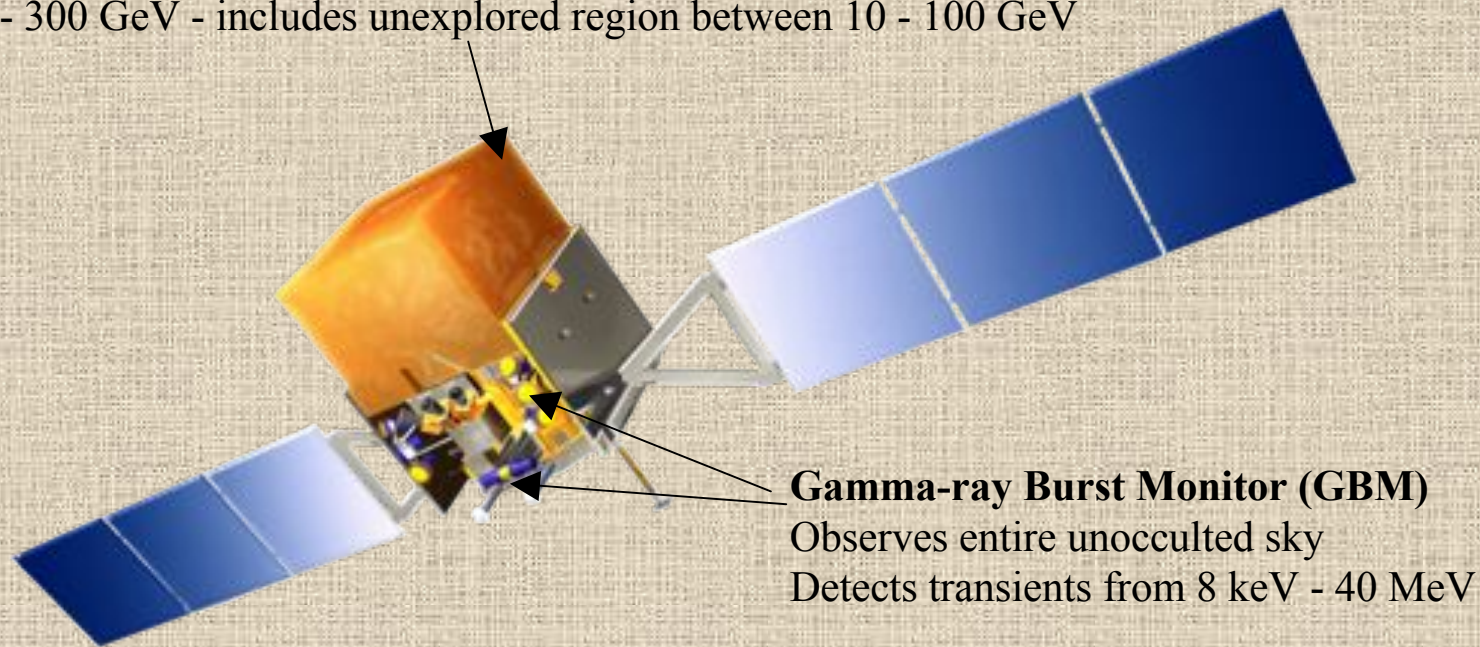 - 300 GeV - includes unexplored region between 10 - 100 GeV
Gamma-ray Burst Monitor (GBM)
Observes entire unocculted sky
Detects transients from 8 keV - 40 MeV